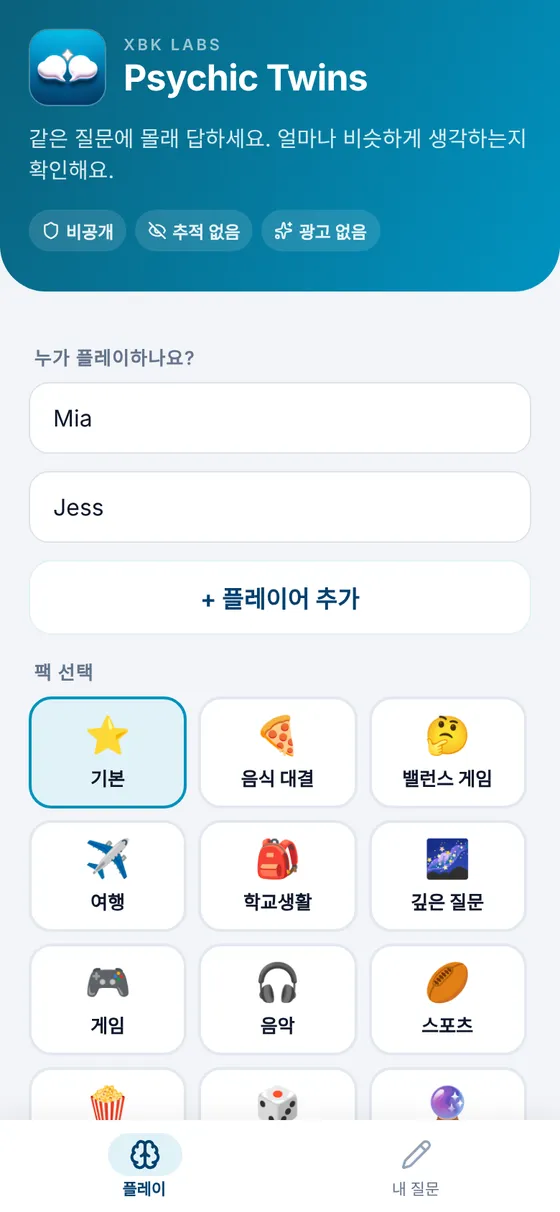 XBK LABS
Psychic Twins
같은 질문에 몰래 답하세요. 얼마나 비슷하게 생각하는지
확인해요.
비공개
추적 없음
광고 없음
누가 플레이하나요?
Mia
Jess
+ 플레이어 추가
팩 선택
기본
음식 대결
밸런스 게임
여행
학교생활
깊은 질문
게임
음악
스포츠
플레이
내 질문